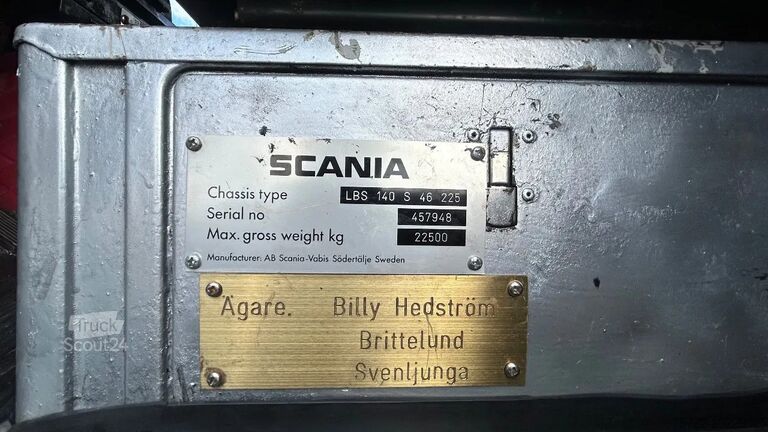 SCANIA
Chassis type LBS 140 S 46 225
Serial no 457948
Max. gross weight kg 22500
Manufacturer: AB Scania-Vabis Södertälje Sweden
Ägare. Billy Hedström
Brittelund
Svenljunga
Truck
Scout24